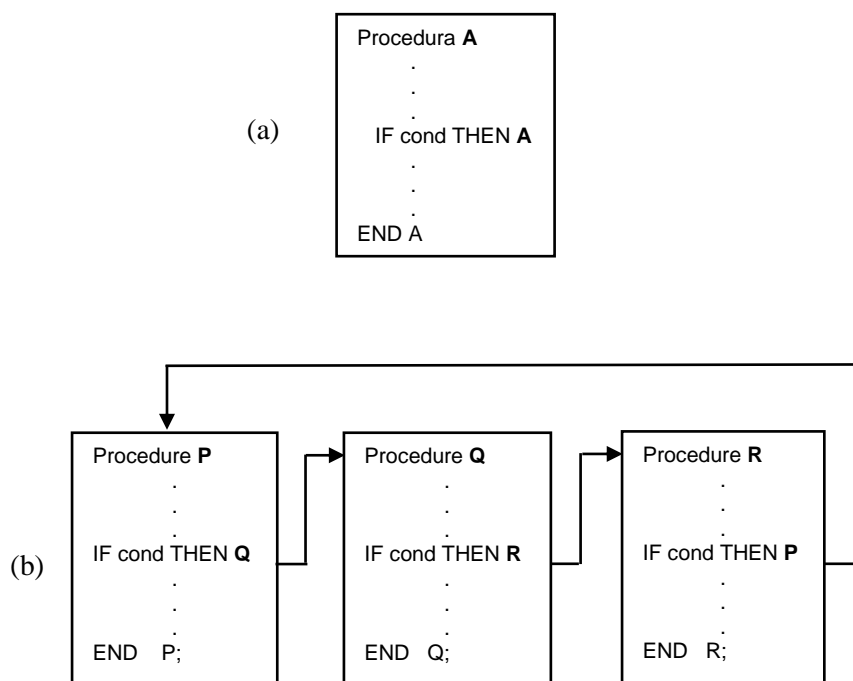 Procedura A
.
.
.
(a)
IF cond THEN A
.
.
.
END A
Procedure P
.
.
.
IF cond THEN Q
.
.
.
END P;
Procedure Q
.
.
.
IF cond THEN R
.
.
.
END Q;
Procedure R
.
.
.
IF cond THEN P
.
.
.
END R;
(b)